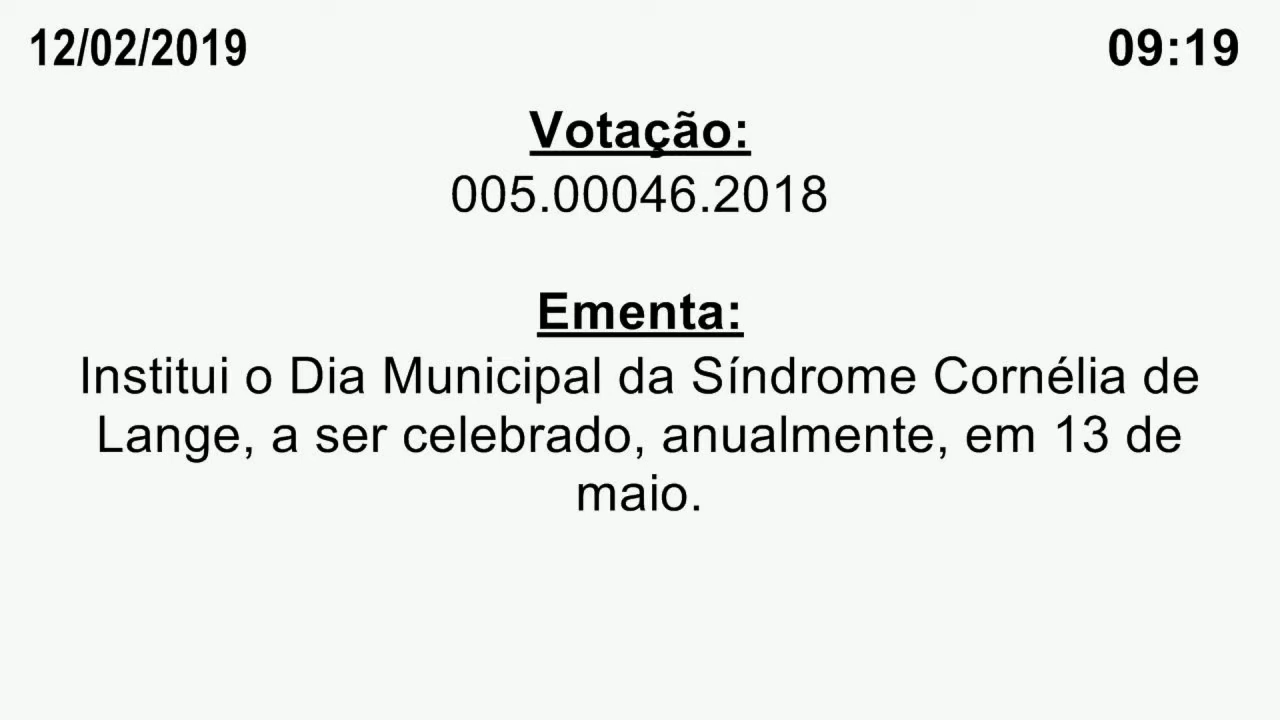 12/02/2019 09:19
Votação:
005.00046.2018
Ementa:
Institui o Dia Municipal da Síndrome Cornélia de
Lange, a ser celebrado, anualmente, em 13 de
maio.